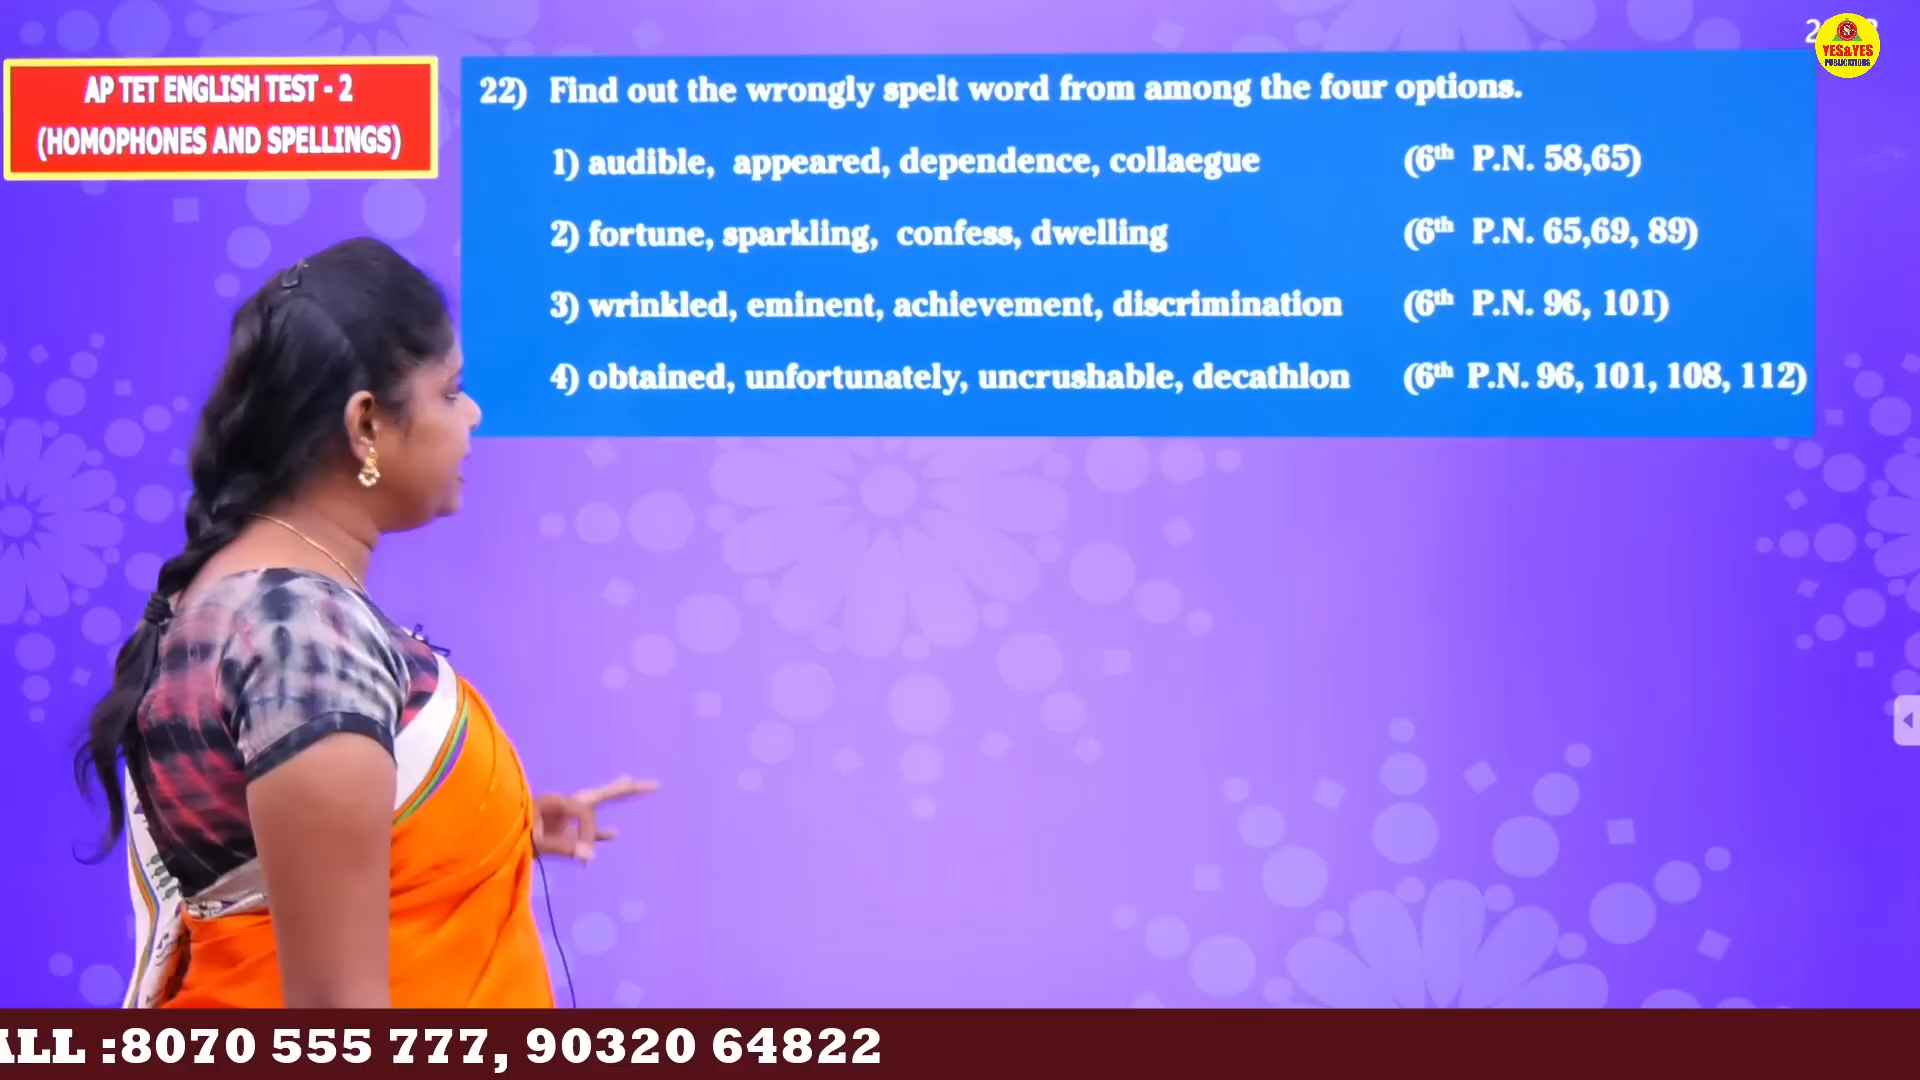 AP TET ENGLISH TEST - 2
(HOMOPHONES AND SPELLINGS)
22) Find out the wrongly spelt word from among the four options.
1) audible, appeared, dependence, collaegue (6th P.N. 58,65)
2) fortune, sparkling, confess, dwelling (6th P.N. 65,69, 89)
3) wrinkled, eminent, achievement, discrimination (6th P.N. 96, 101)
4) obtained, unfortunately, uncrushable, decathlon (6th P.N. 96, 101, 108, 112)
YES&YES
PUBLICATIONS
ALL :8070 555 777, 90320 64822